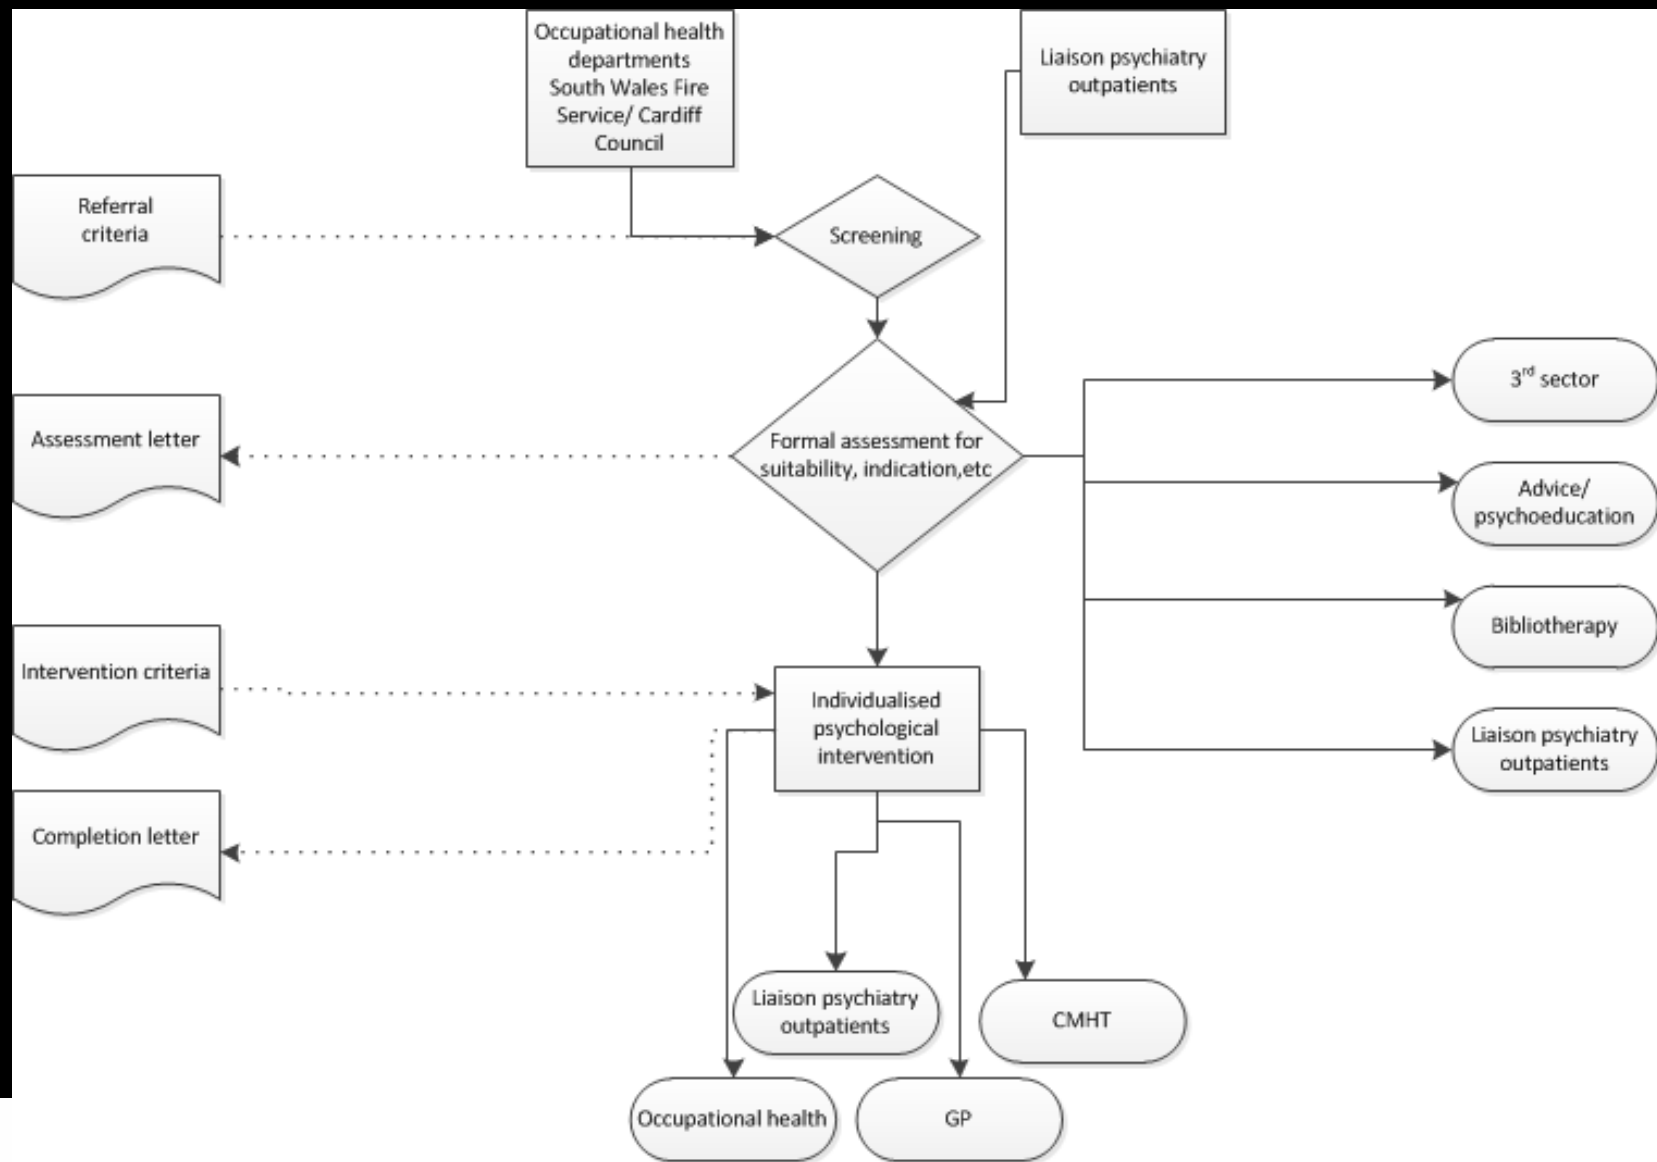 Occupational health
departments
South Wales Fire
Service/ Cardiff
Council
Liaison psychiatry
outpatients
Referral
criteria
Screening
3rd sector
Assessment letter
Formal assessment for
suitability, indication,etc
Advice/
psychoeducation
Bibliotherapy
Intervention criteria
Individualised
psychological
intervention
Liaison psychiatry
outpatients
Completion letter
Liaison psychiatry
outpatients
CMHT
Occupational health
GP